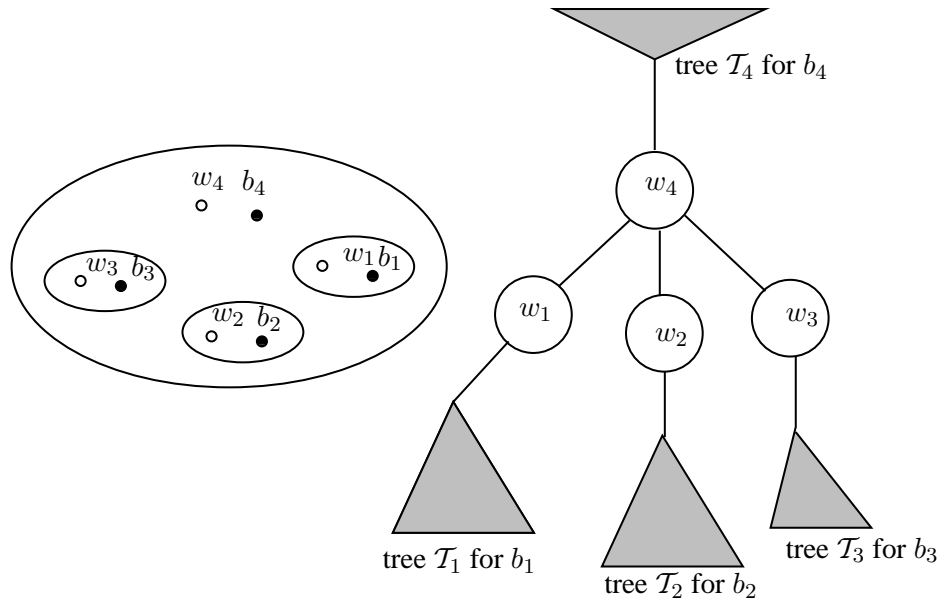 tree 𝒯₄ for b₄
w₄ b₄
w₄
w₃ b₃
w₁ b₁
w₂ b₂
w₁
w₂
w₃
tree 𝒯₁ for b₁
tree 𝒯₂ for b₂
tree 𝒯₃ for b₃